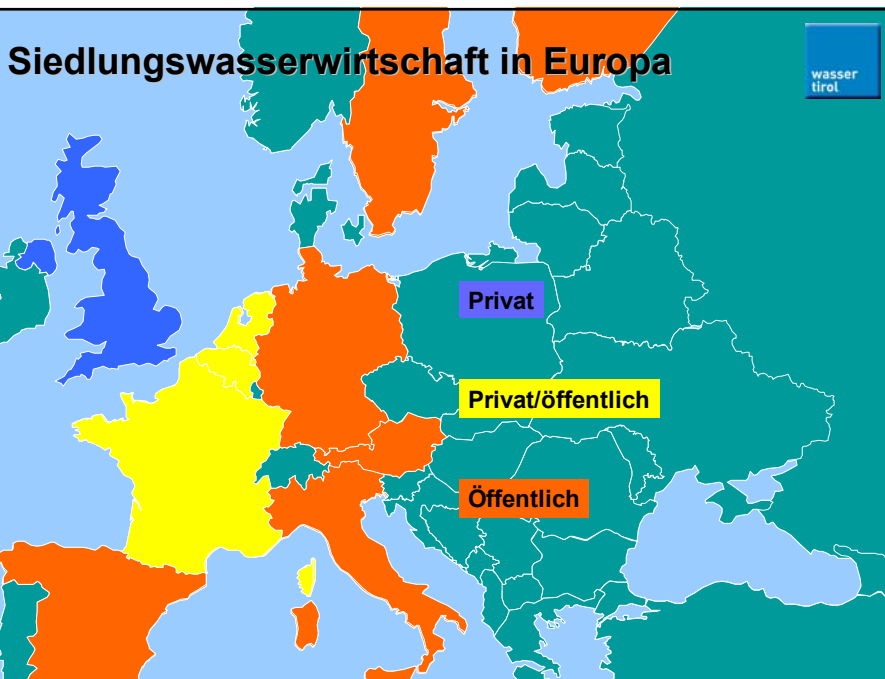 Siedlungswasserwirtschaft in Europa
wasser
tirol
Privat
Privat/öffentlich
Öffentlich